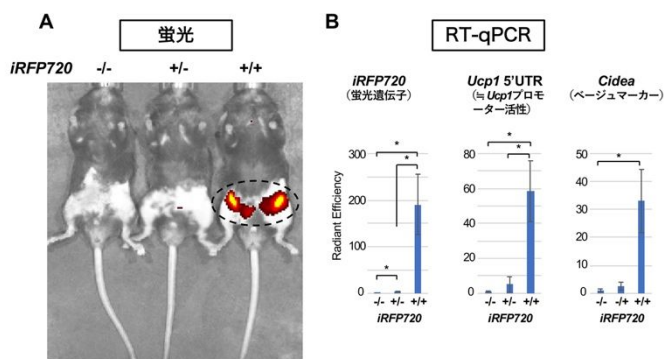 A
蛍光
iRFP720
-/-
+/-
+/+
B
RT-qPCR
iRFP720
(蛍光遺伝子)
Radiant Efficiency
300
200
100
0
*
*
*
-/- +/- +/+
iRFP720
Ucp1 5'UTR
(≒ Ucp1プロモ
ーター活性)
80
60
40
20
0
*
*
-/- +/- +/+
iRFP720
Cidea
(ベージュマーカー)
50
40
30
20
10
0
*
-/- -/+ +/+
iRFP720